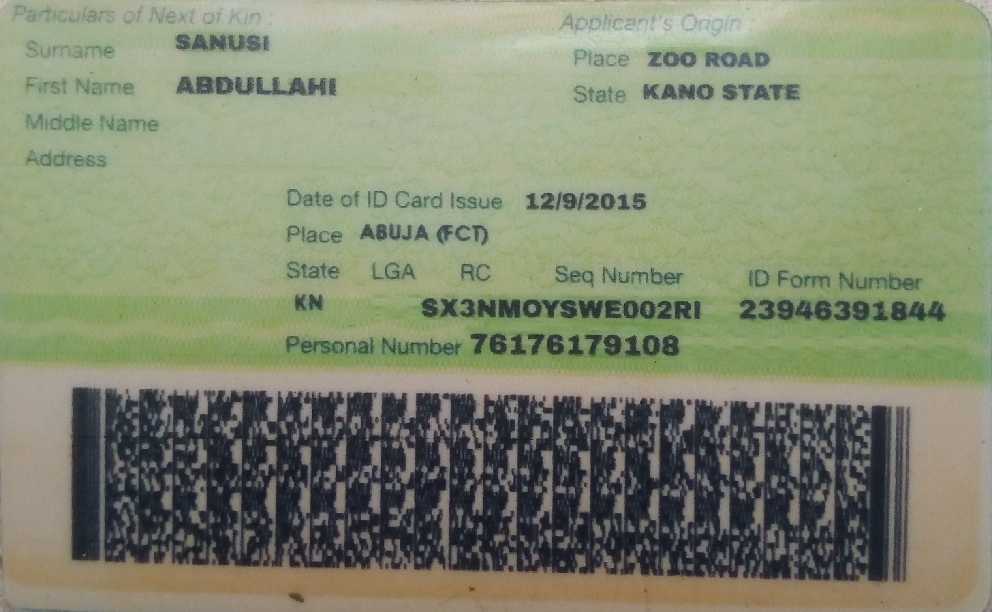 Particulars of Next of Kin :
Surname SANUSI
First Name ABDULLAHI
Middle Name
Address
Applicant's Origin :
Place ZOO ROAD
State KANO STATE
Date of ID Card Issue 12/9/2015
Place ABUJA (FCT)
State LGA RC Seq Number ID Form Number
KN SX3NMOYSWE002RI 23946391844
Personal Number 76176179108